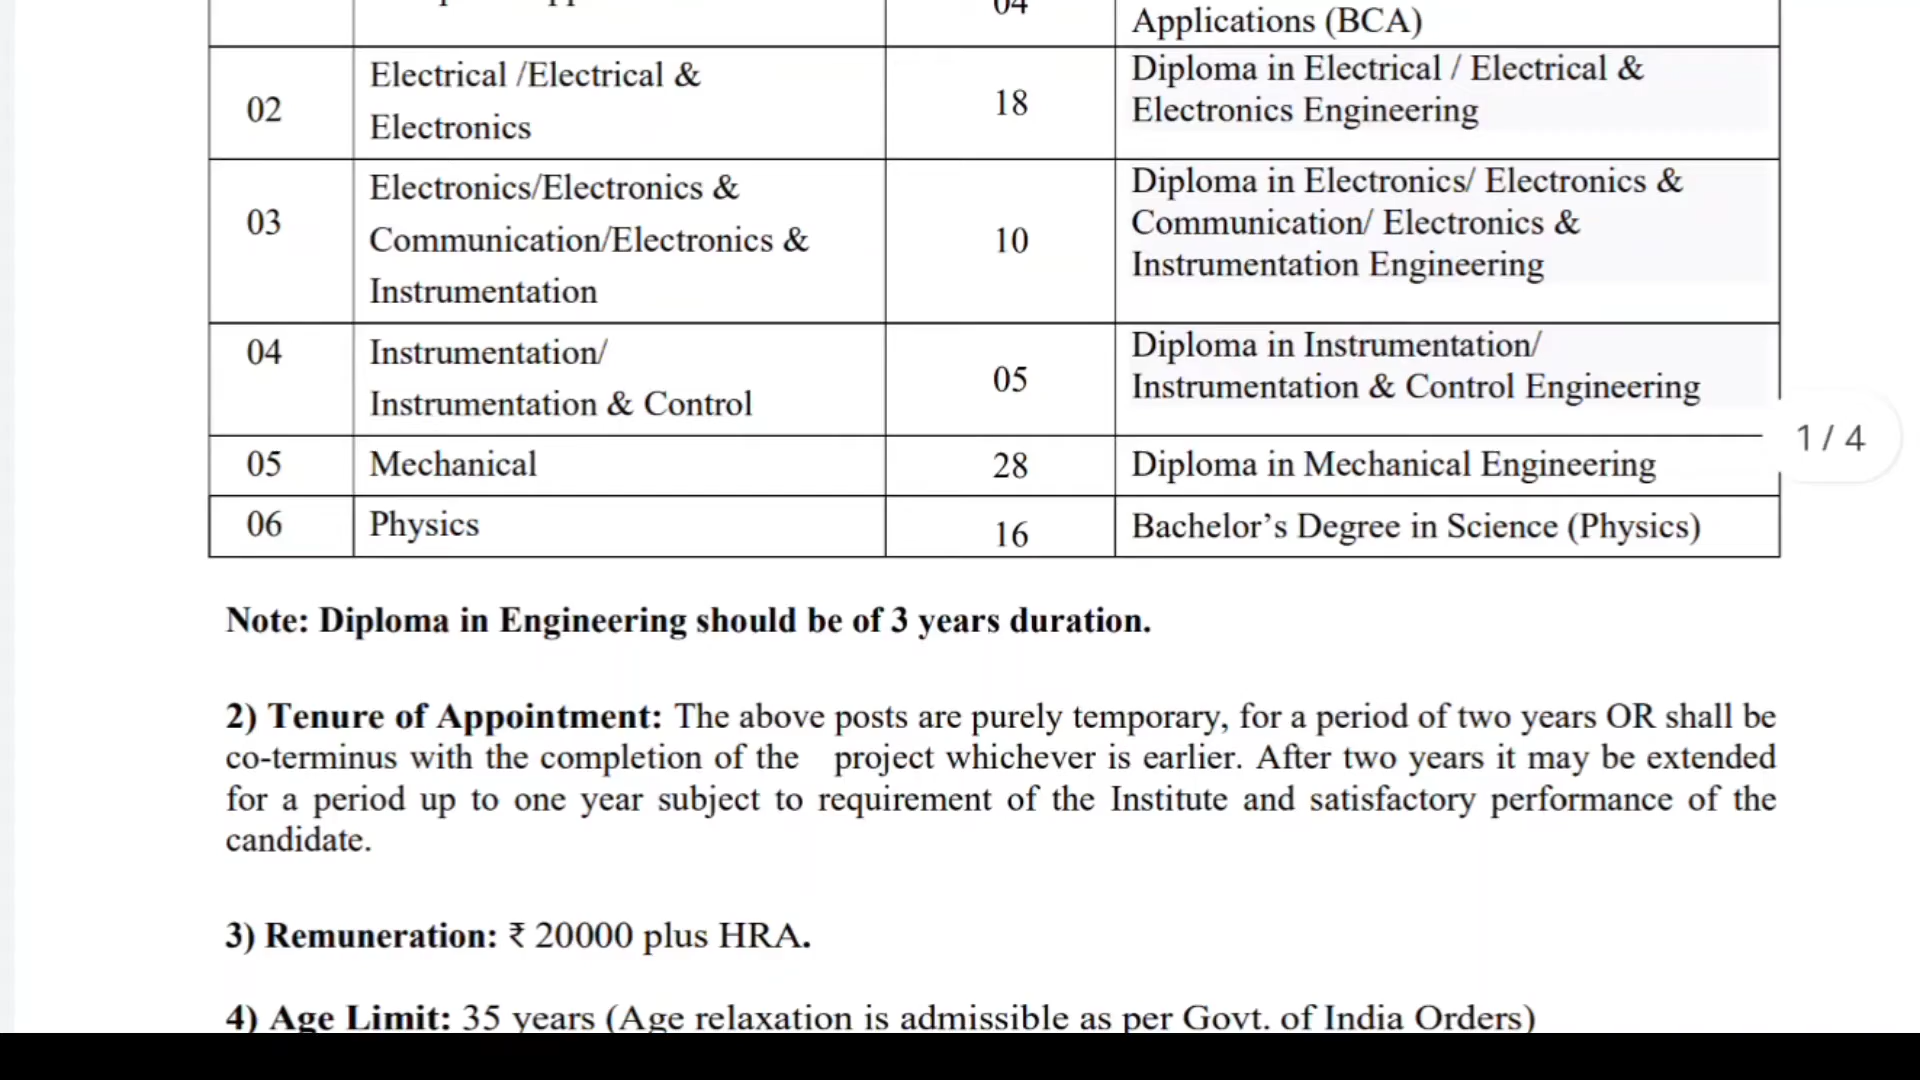 04
Applications (BCA)
02
Electrical /Electrical &
Electronics
18
Diploma in Electrical / Electrical &
Electronics Engineering
03
Electronics/Electronics &
Communication/Electronics &
Instrumentation
10
Diploma in Electronics/ Electronics &
Communication/ Electronics &
Instrumentation Engineering
04
Instrumentation/
Instrumentation & Control
05
Diploma in Instrumentation/
Instrumentation & Control Engineering
1 / 4
05
Mechanical
28
Diploma in Mechanical Engineering
06
Physics
16
Bachelor’s Degree in Science (Physics)
Note: Diploma in Engineering should be of 3 years duration.
2) Tenure of Appointment: The above posts are purely temporary, for a period of two years OR shall be
co-terminus with the completion of the project whichever is earlier. After two years it may be extended
for a period up to one year subject to requirement of the Institute and satisfactory performance of the
candidate.
3) Remuneration: ₹ 20000 plus HRA.
4) Age Limit: 35 years (Age relaxation is admissible as per Govt. of India Orders)